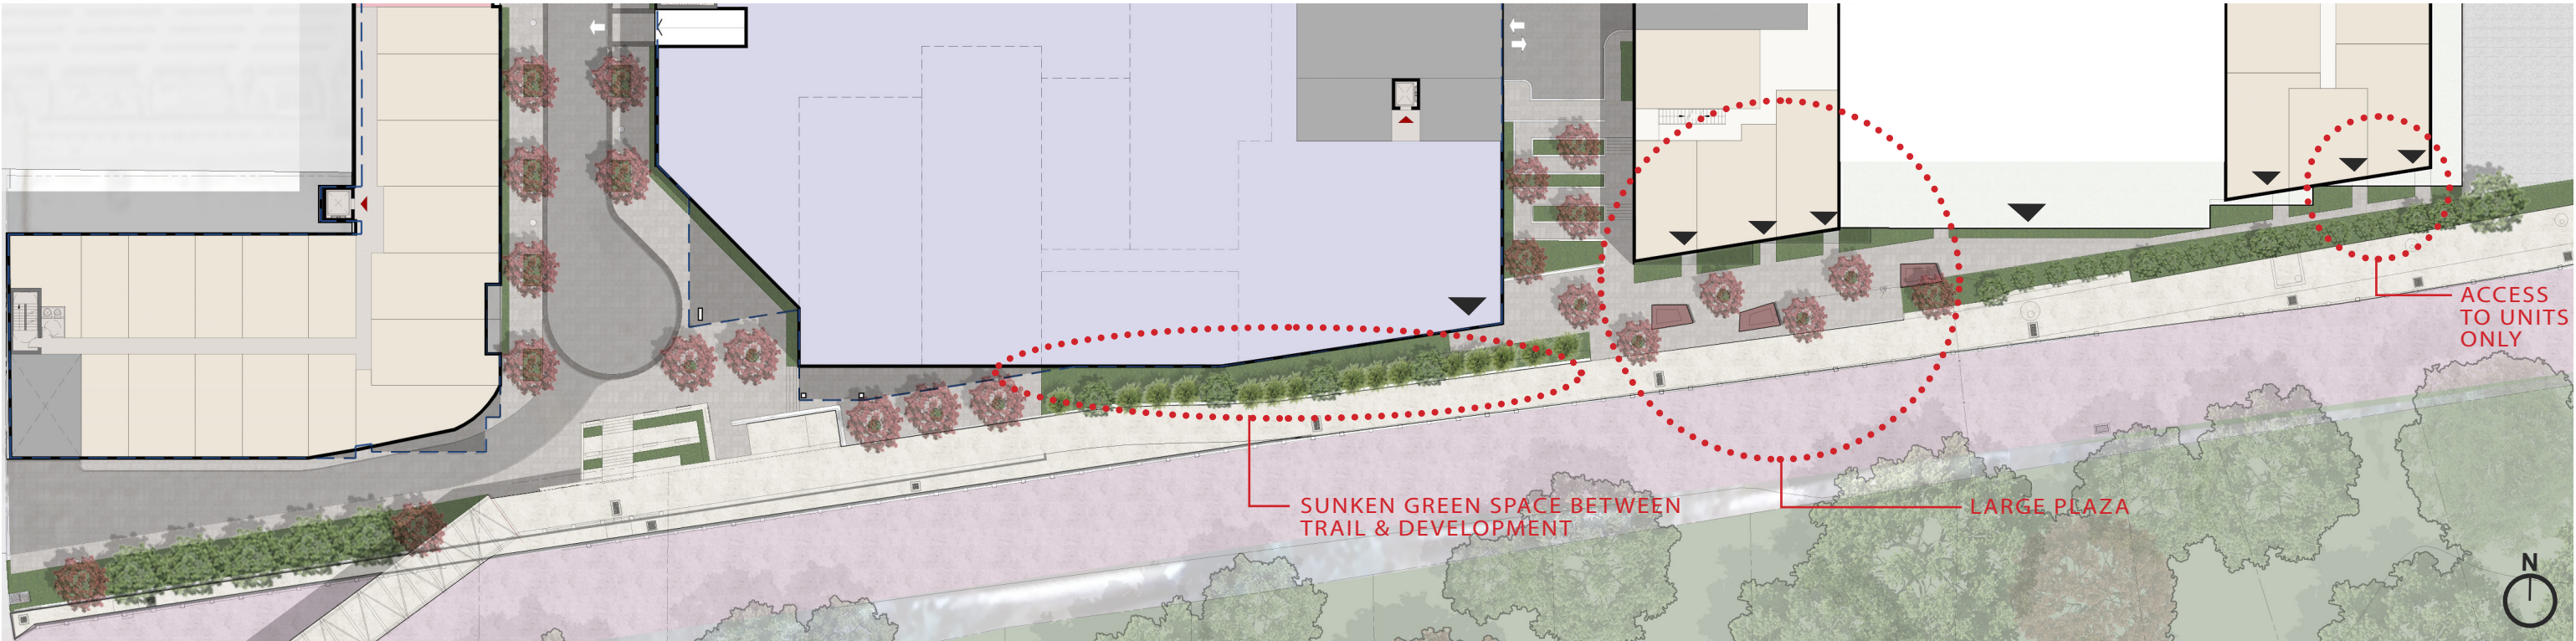 ACCESS
TO UNITS
ONLY
SUNKEN GREEN SPACE BETWEEN
TRAIL & DEVELOPMENT
LARGE PLAZA
N